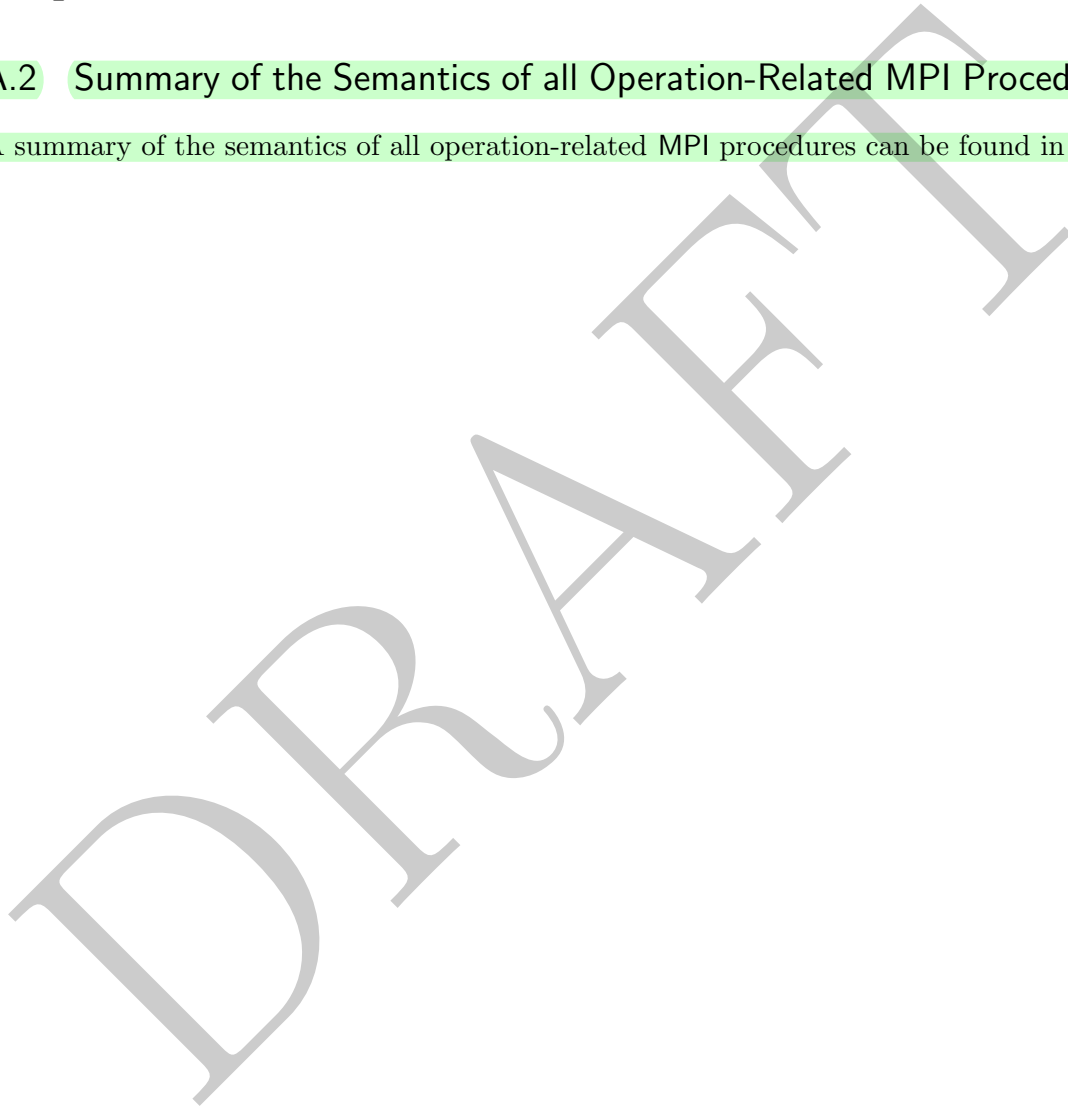 A.2 Summary of the Semantics of all Operation-Related MPI Proced
A summary of the semantics of all operation-related MPI procedures can be found in
DRAFT